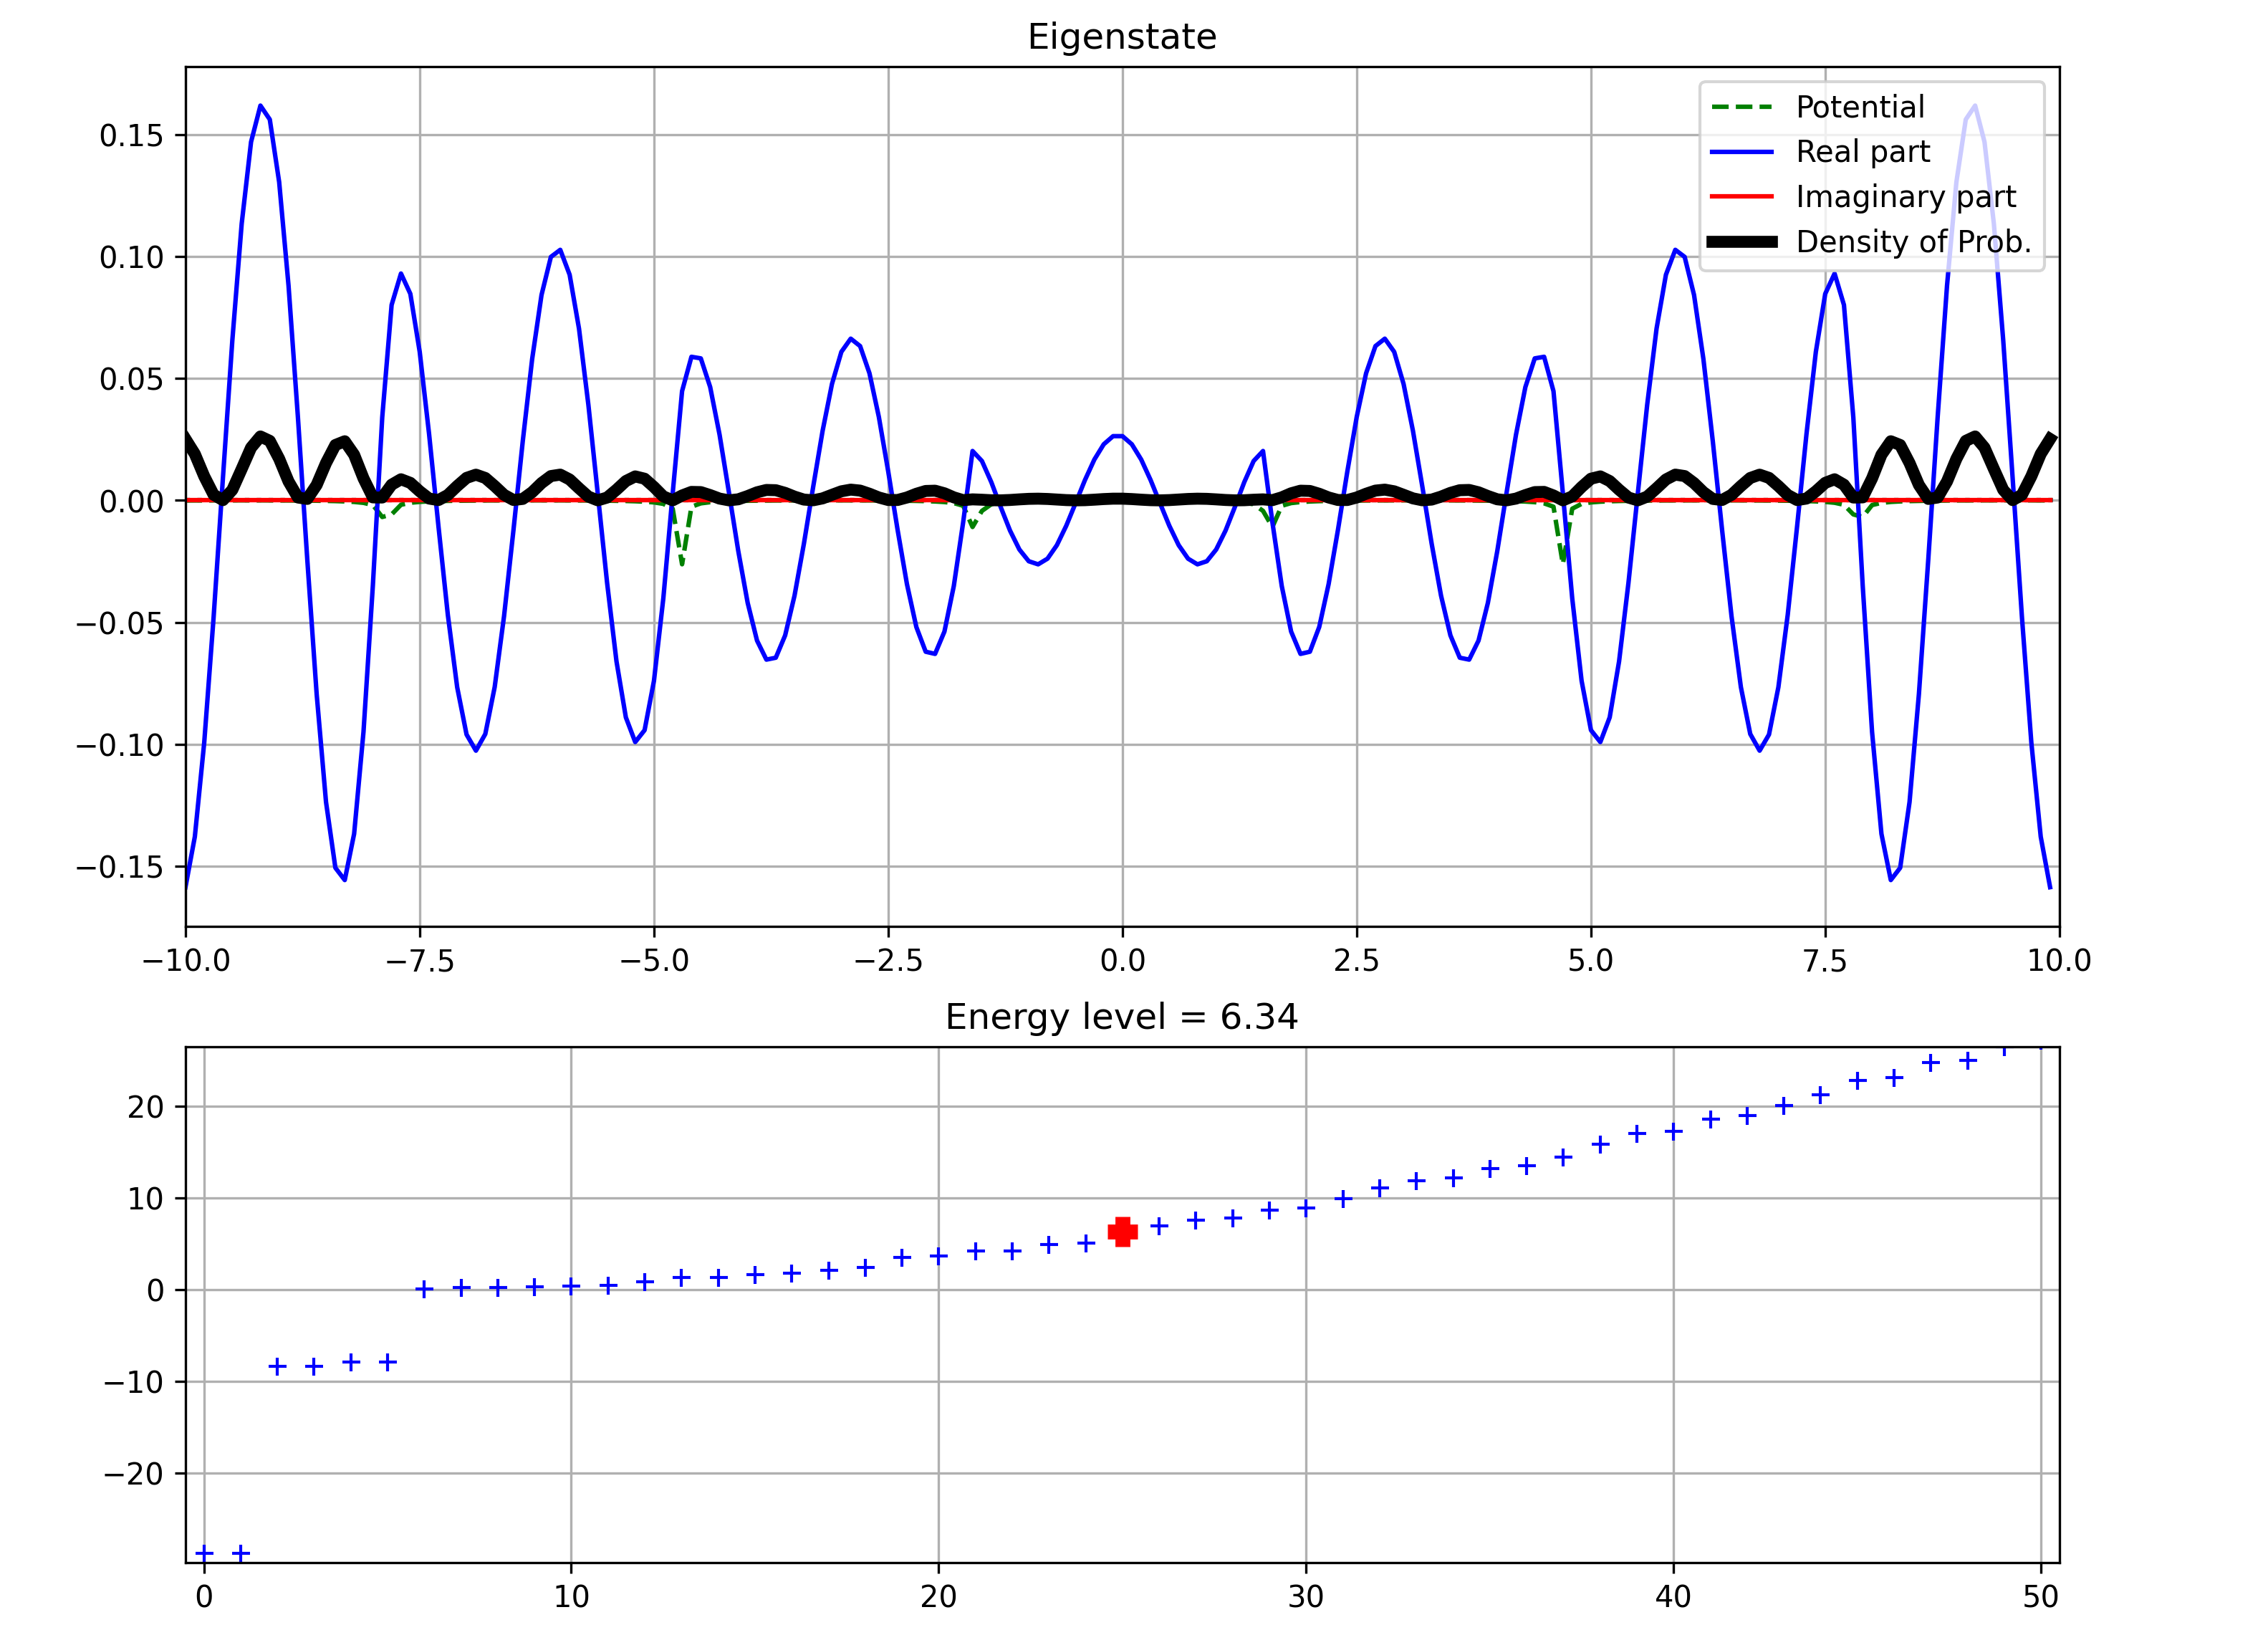 Eigenstate
Potential
Real part
Imaginary part
Density of Prob.
0.15
0.10
0.05
0.00
−0.05
−0.10
−0.15
−10.0 −7.5 −5.0 −2.5 0.0 2.5 5.0 7.5 10.0
Energy level = 6.34
20
10
0
−10
−20
0 10 20 30 40 50